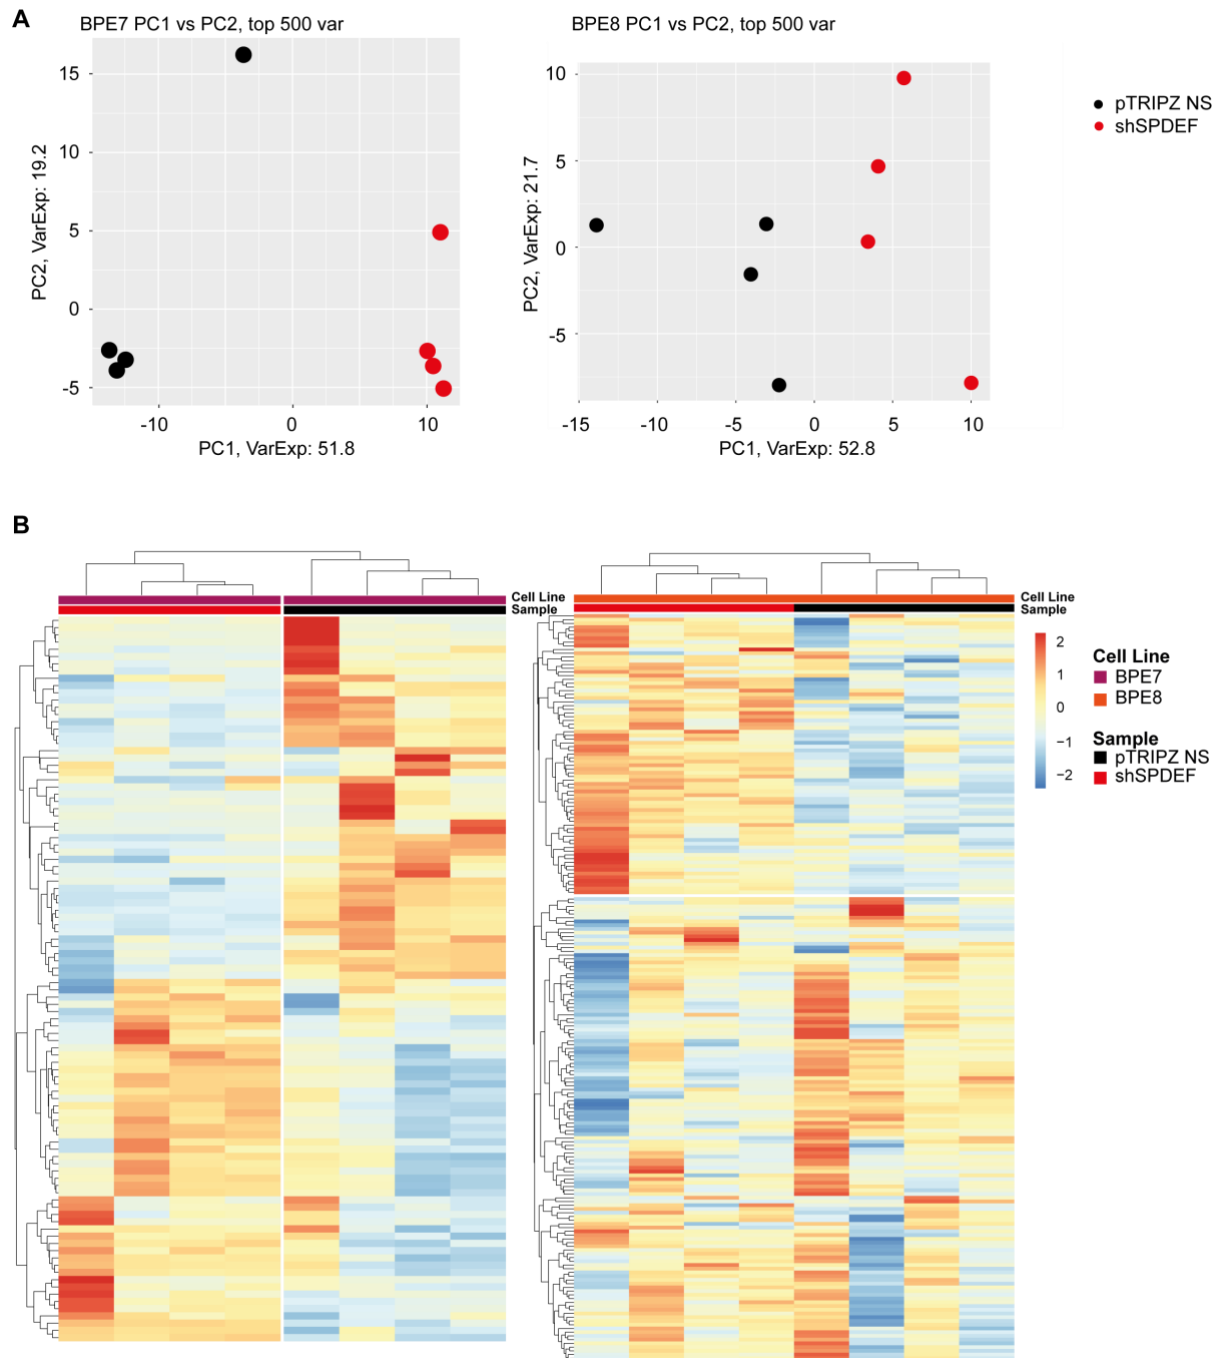 A
BPE7 PC1 vs PC2, top 500 var
BPE8 PC1 vs PC2, top 500 var
15
10
5
0
-5
-10
0
10
PC2, VarExp: 19.2
PC1, VarExp: 51.8
10
5
0
-5
-15
-10
-5
0
5
10
PC2, VarExp: 21.7
PC1, VarExp: 52.8
pTRIPZ NS
shSPDEF
B
Cell Line
Sample
Cell Line
Sample
2
1
0
−1
−2
Cell Line
BPE7
BPE8
Sample
pTRIPZ NS
shSPDEF